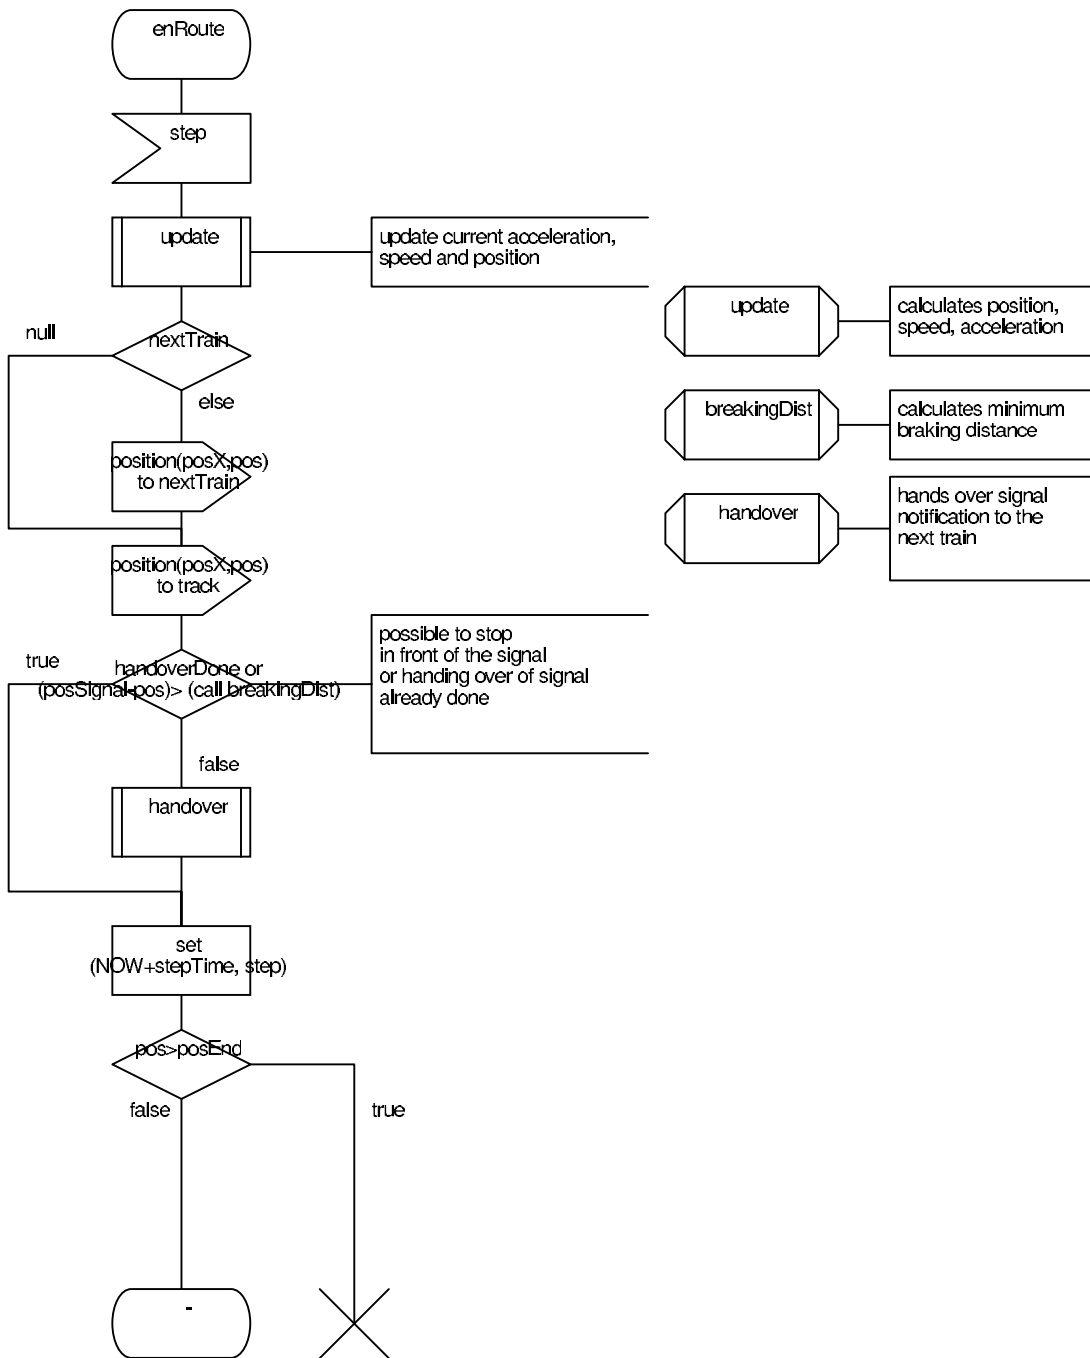 enRoute
step
update
update current acceleration,
speed and position
null
nextTrain
else
position(posX,pos)
to nextTrain
position(posX,pos)
to track
true
handoverDone or
(posSignal-pos)> (call breakingDist)
possible to stop
in front of the signal
or handing over of signal
already done
false
handover
set
(NOW+stepTime, step)
pos>posEnd
false
true
-
update
calculates position,
speed, acceleration
breakingDist
calculates minimum
braking distance
handover
hands over signal
notification to the
next train